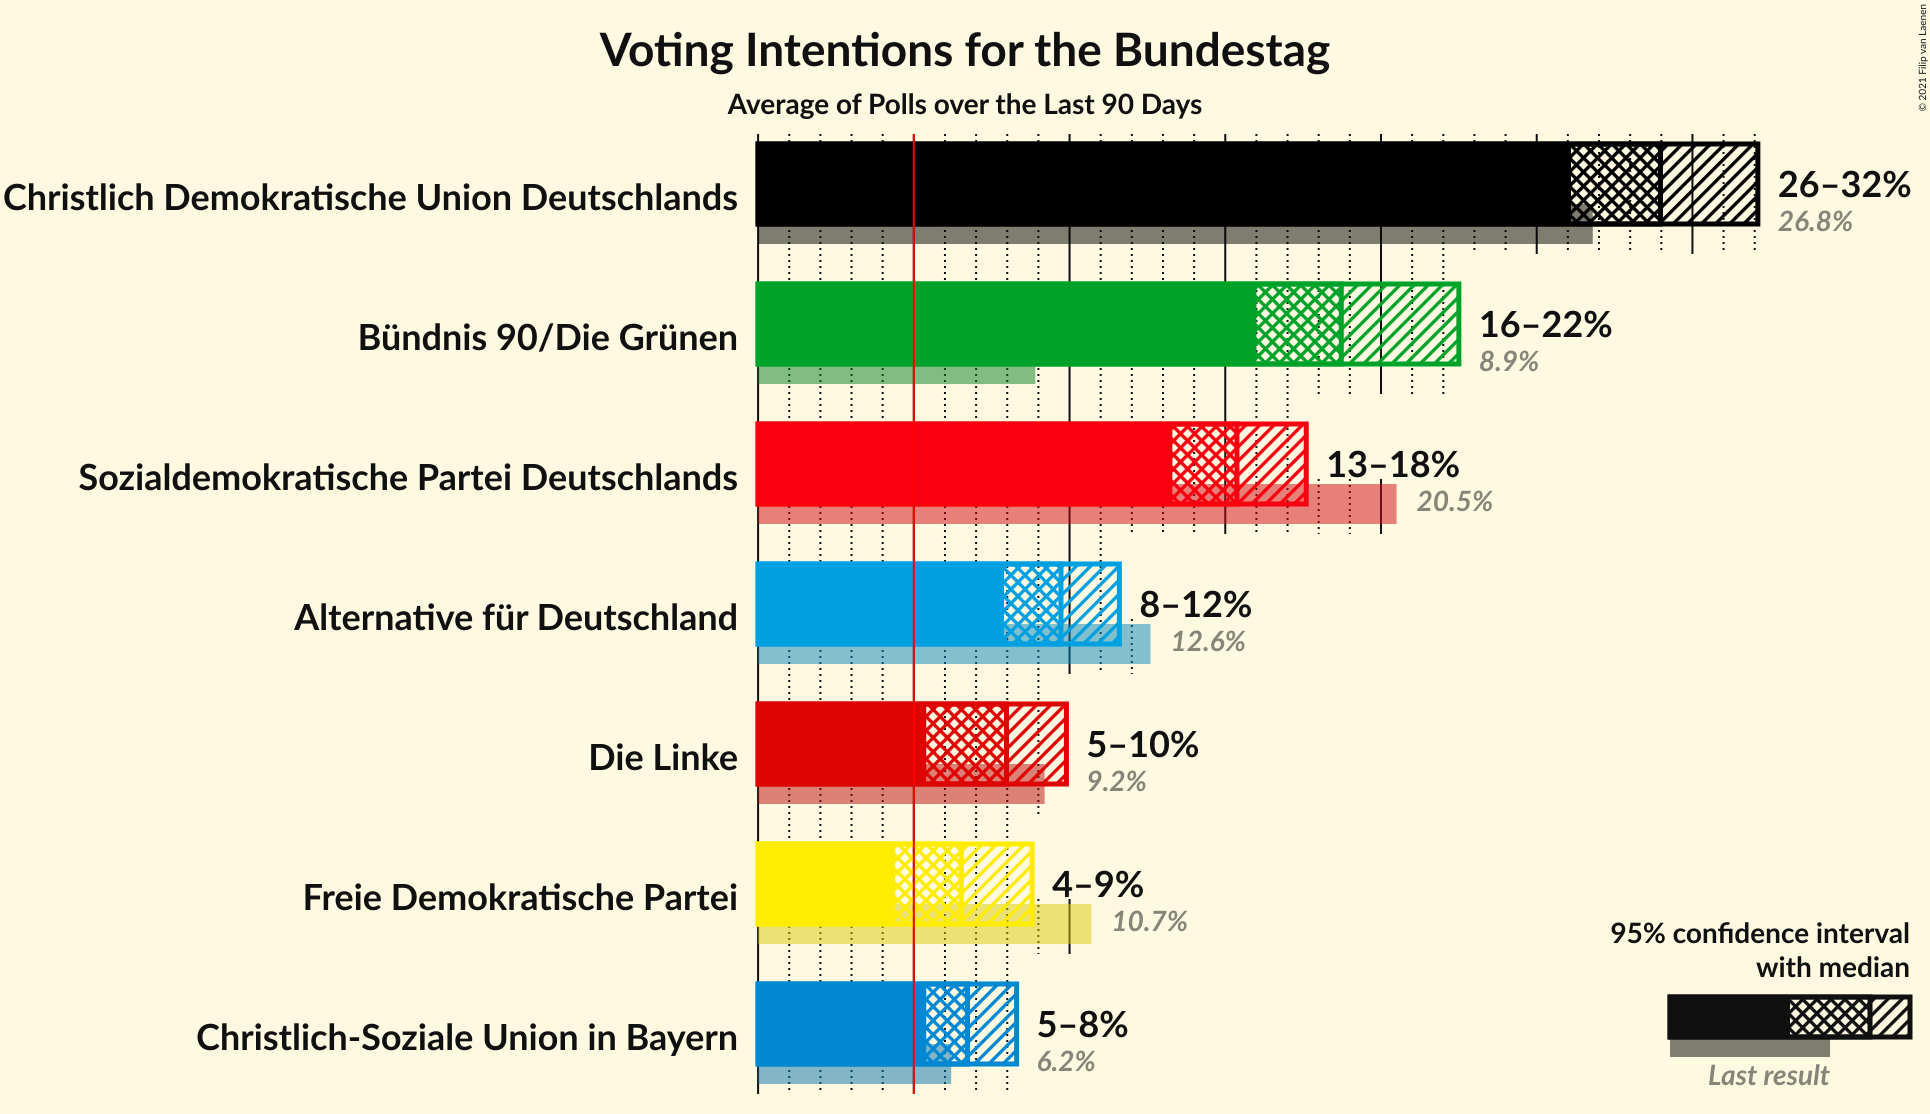 © 2021 Filip van Laenen
Voting Intentions for the Bundestag
Average of Polls over the Last 90 Days
Christlich Demokratische Union Deutschlands
26–32%
26.8%
Bündnis 90/Die Grünen
16–22%
8.9%
Sozialdemokratische Partei Deutschlands
13–18%
20.5%
Alternative für Deutschland
8–12%
12.6%
Die Linke
5–10%
9.2%
Freie Demokratische Partei
4–9%
10.7%
Christlich-Soziale Union in Bayern
5–8%
6.2%
95% confidence interval
with median
Last result